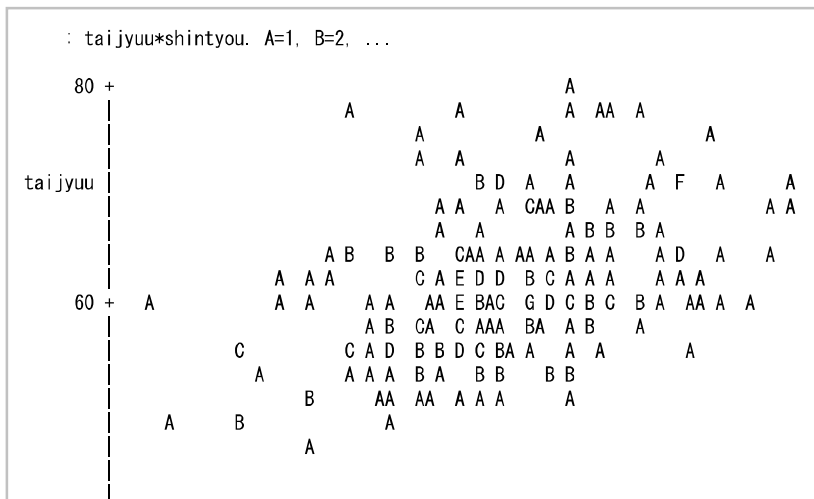 : taijyuu*shintyou. A=1, B=2, ...
80 + A
| A A A AA A
| A A A
| A A A A
taijyuu | B D A A A F A A
| A A A CAA B A A A A
| A A A B B B A
| A B B B CAA A AA A B A A A D A A
| A A A C A E D D B C A A A A A A
60 + A A A A A AA E BAC G D C B C B A AA A A
| A B CA C AAA BA A B A
| C C A D B B D C BA A A A A
| A A A A B A B B B B
| B AA AA A A A A
| A B A
| A
|
|